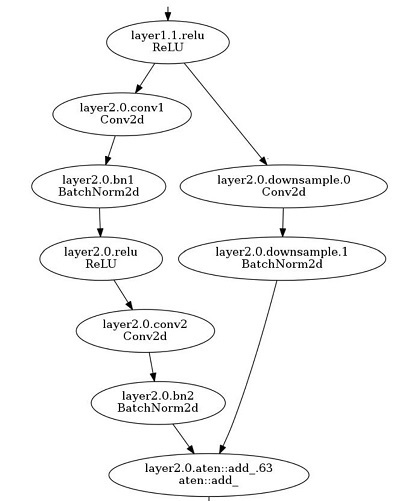 layer1.1.relu
ReLU
layer2.0.conv1
Conv2d
layer2.0.bn1
BatchNorm2d
layer2.0.downsample.0
Conv2d
layer2.0.relu
ReLU
layer2.0.downsample.1
BatchNorm2d
layer2.0.conv2
Conv2d
layer2.0.bn2
BatchNorm2d
layer2.0.aten::add_.63
aten::add_